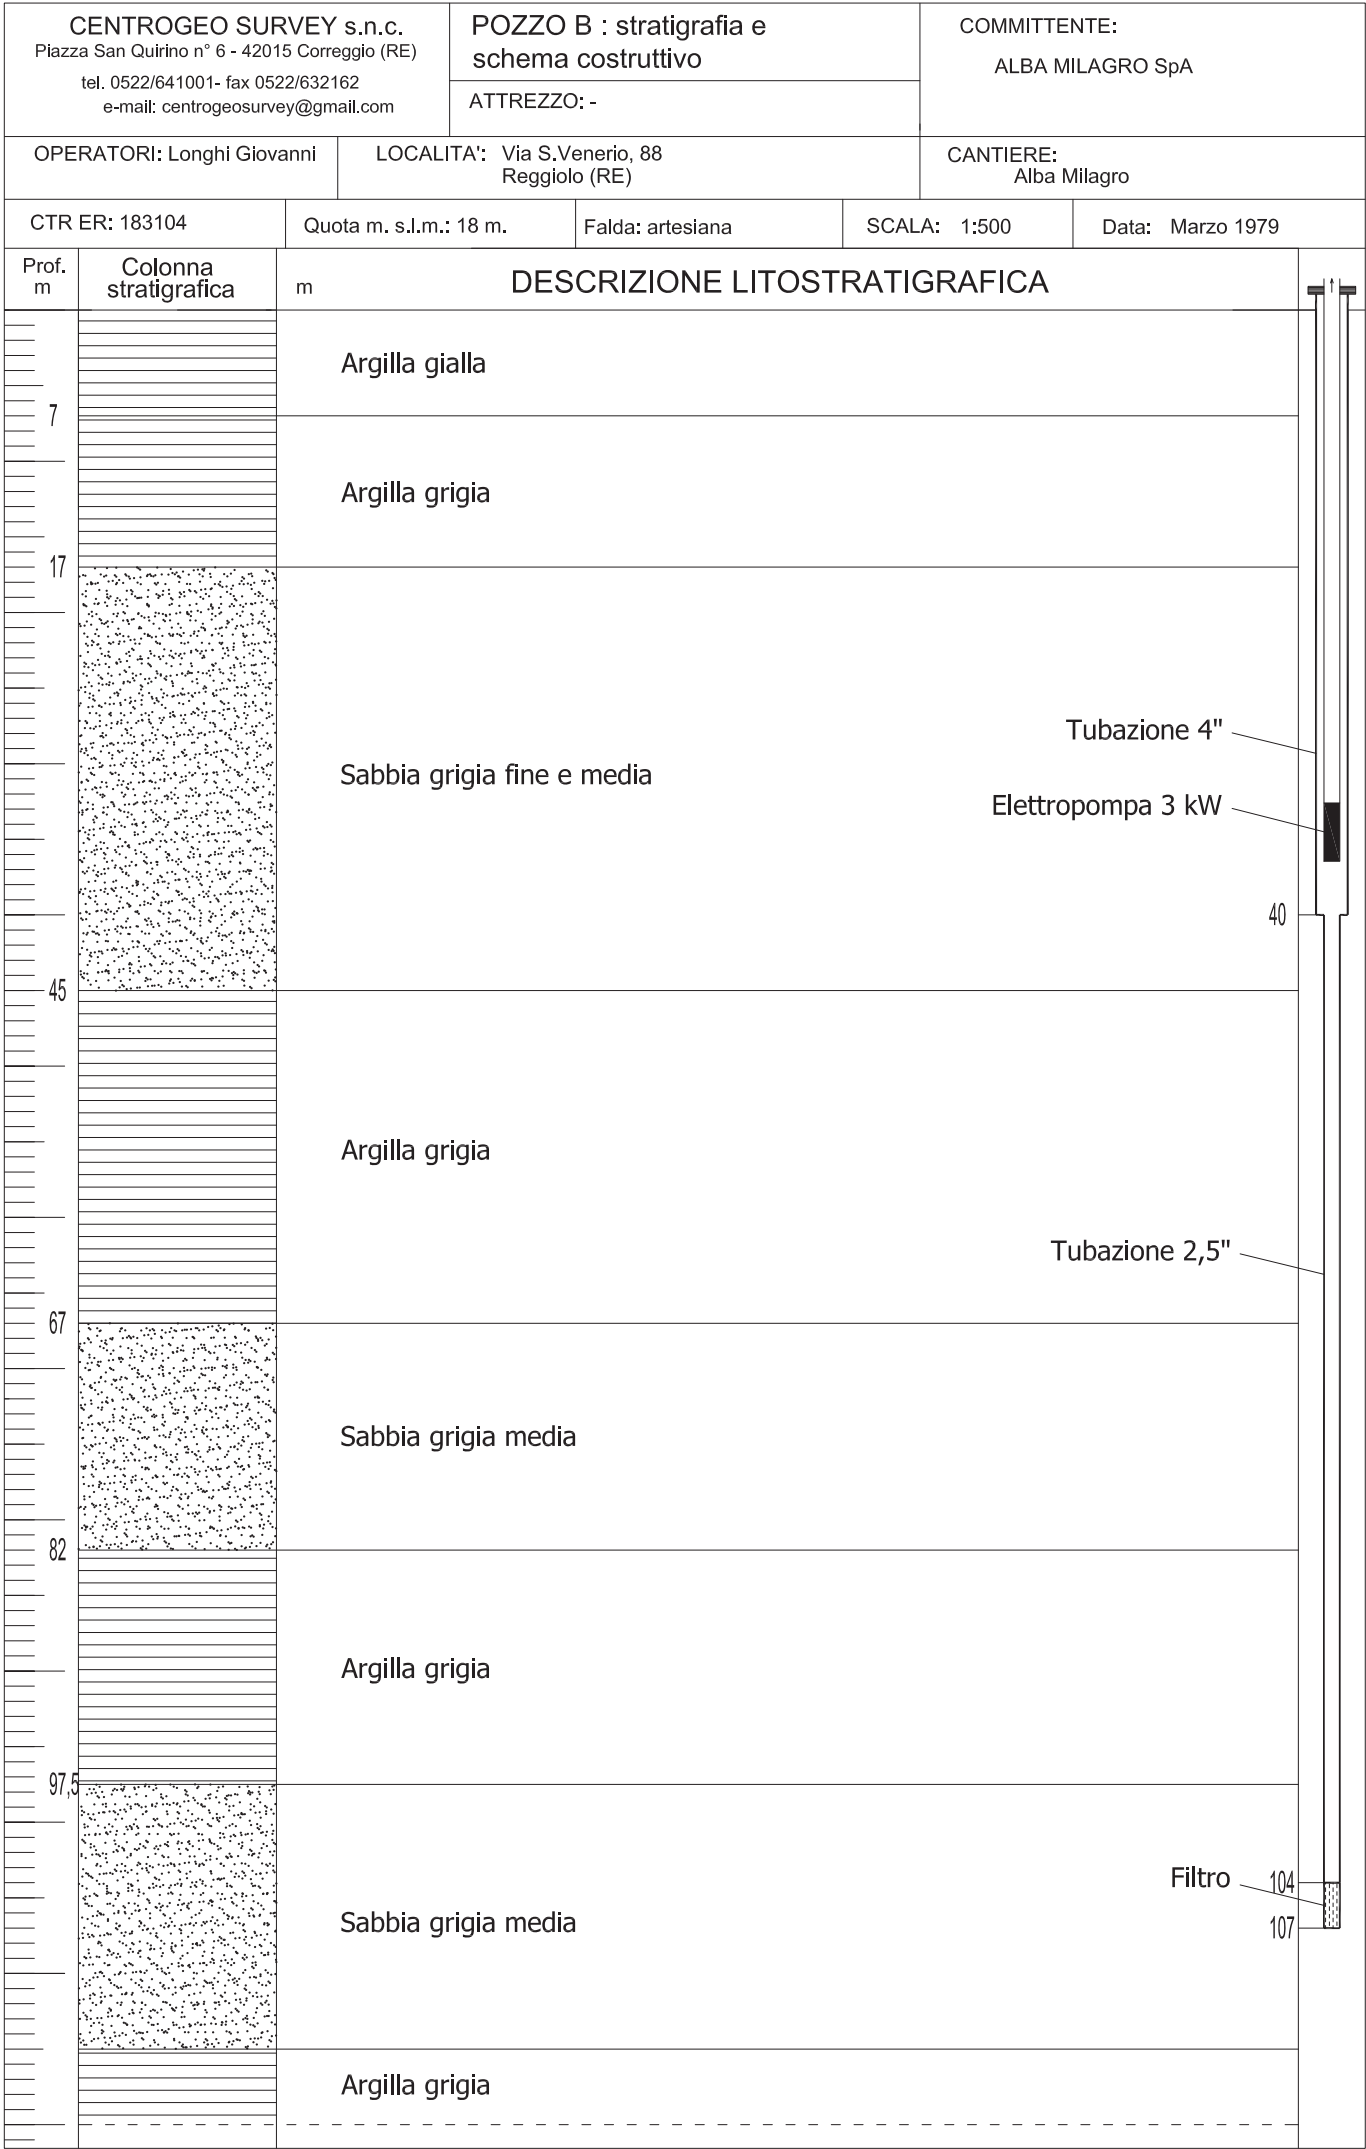 CENTROGEO SURVEY s.n.c.
Piazza San Quirino n° 6 - 42015 Correggio (RE)
tel. 0522/641001- fax 0522/632162
e-mail: centrogeosurvey@gmail.com
POZZO B : stratigrafia e
schema costruttivo
ATTREZZO: -
COMMITTENTE:
ALBA MILAGRO SpA
OPERATORI: Longhi Giovanni
LOCALITA': Via S.Venerio, 88
Reggiolo (RE)
CANTIERE:
Alba Milagro
CTR ER: 183104
Quota m. s.l.m.: 18 m.
Falda: artesiana
SCALA: 1:500
Data: Marzo 1979
Prof.
m
Colonna
stratigrafica
m
DESCRIZIONE LITOSTRATIGRAFICA
Argilla gialla
7
Argilla grigia
17
Tubazione 4"
Sabbia grigia fine e media
Elettropompa 3 kW
40
45
Argilla grigia
Tubazione 2,5"
67
Sabbia grigia media
82
Argilla grigia
97,5
Filtro
104
Sabbia grigia media
107
Argilla grigia